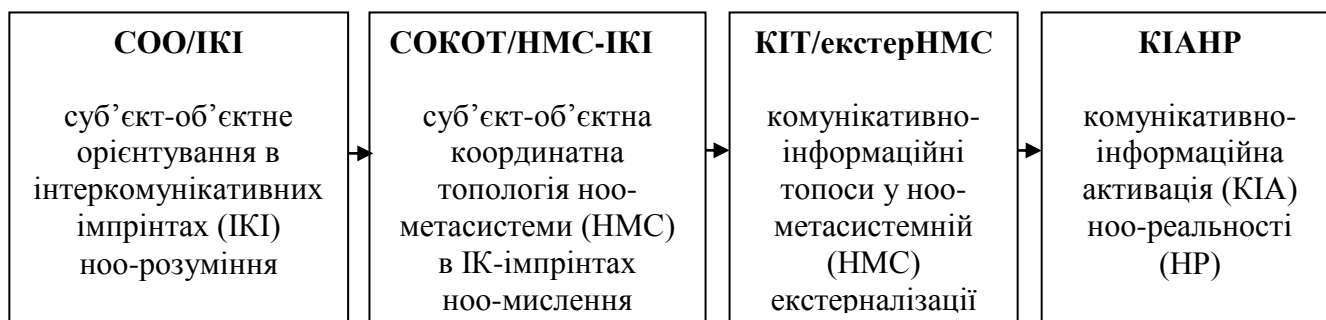 СОО/ІКІ
суб’єкт-об’єктне
орієнтування в
інтеркомунікативних
імпрінтах (ІКІ)
ноо-розуміння
СОКОТ/НМС-ІКІ
суб’єкт-об’єктна
координатна
топологія ноо-
метасистеми (НМС)
в ІК-імпрінтах
ноо-мислення
КІТ/екстерНМС
комунікативно-
інформаційні
топоси у ноо-
метасистемній
(НМС)
екстерналізації
КІАНР
комунікативно-
інформаційна
активація (КІА)
ноо-реальності
(НР)